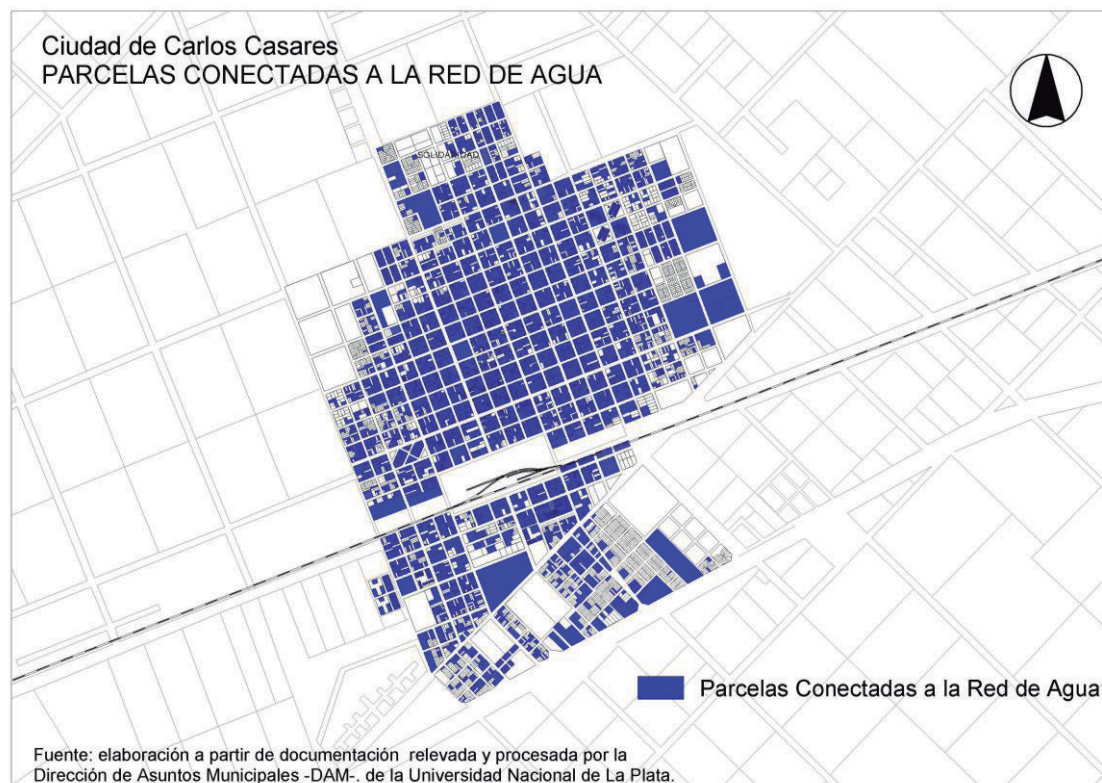 Ciudad de Carlos Casares
PARCELAS CONECTADAS A LA RED DE AGUA
SOLIDARIDAD
Parcelas Conectadas a la Red de Agua
Fuente: elaboración a partir de documentación relevada y procesada por la
Dirección de Asuntos Municipales -DAM-. de la Universidad Nacional de La Plata.